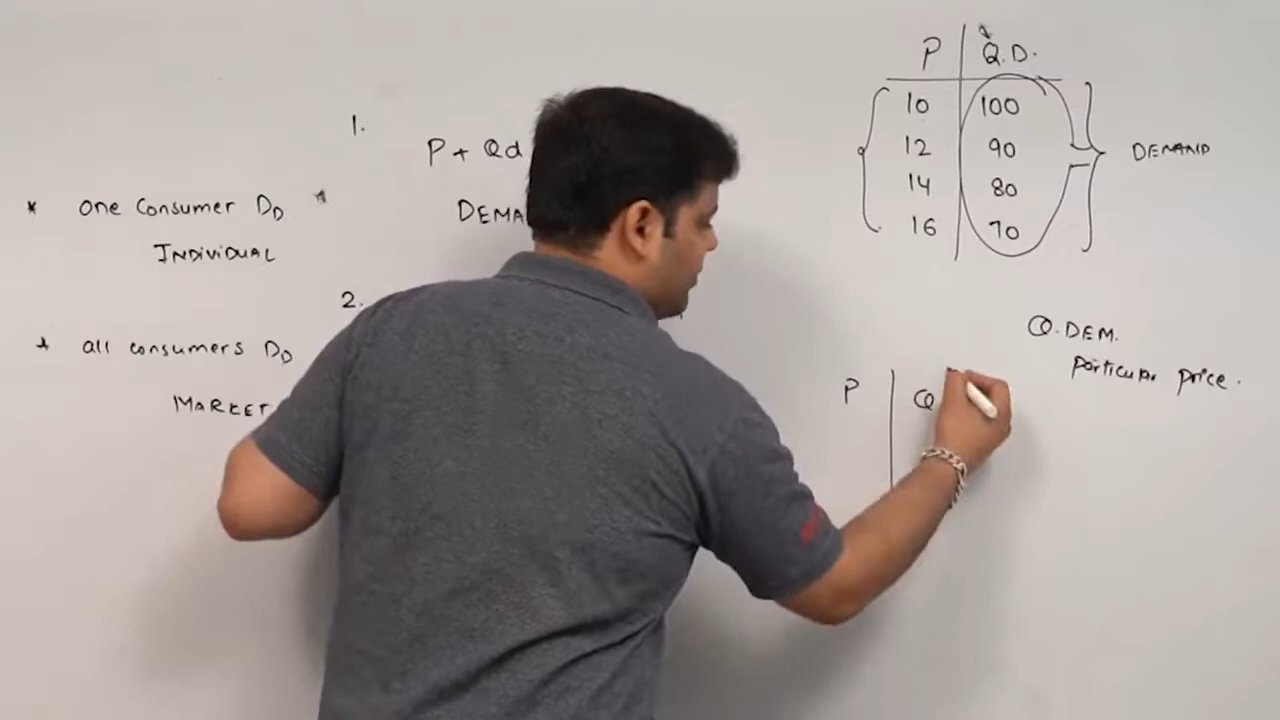 * One Consumer DD *
INDIVIDUAL
* all consumers DD
MARKET
1.
P + Qd
DEMA
2.
P Q.D.
10 100
12 90
14 80
16 70
DEMAND
Q.DEM.
particular price.
P Q